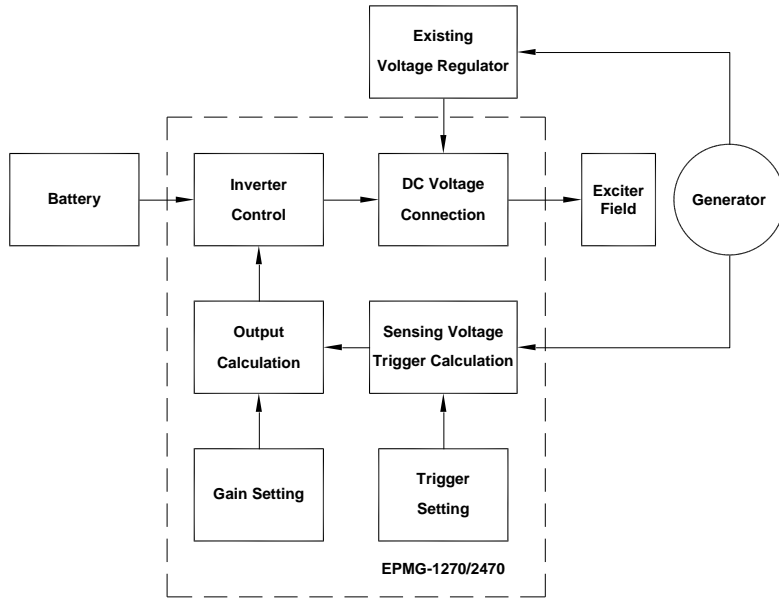 Existing
Voltage Regulator
Battery
Inverter
Control
DC Voltage
Connection
Exciter
Field
Generator
Output
Calculation
Sensing Voltage
Trigger Calculation
Gain Setting
Trigger
Setting
EPMG-1270/2470